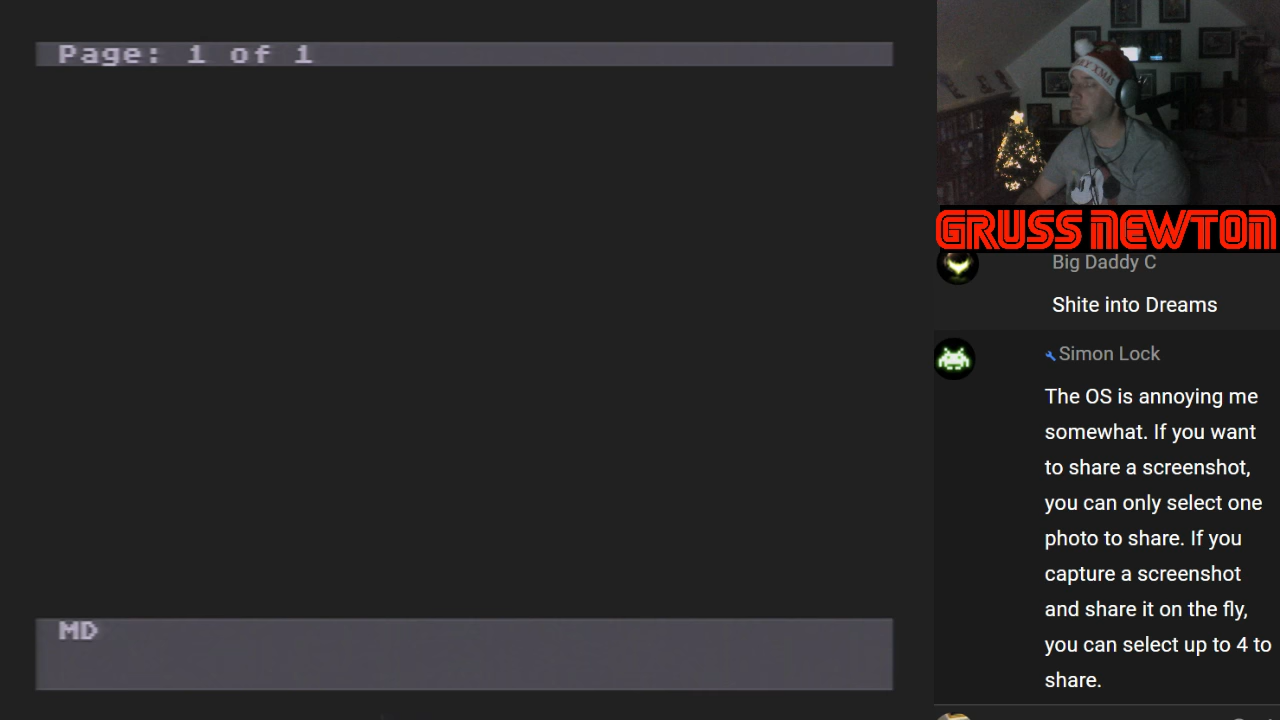 Page: 1 of 1
MD
GRUSS NEWTON
Big Daddy C
Shite into Dreams
Simon Lock
The OS is annoying me
somewhat. If you want
to share a screenshot,
you can only select one
photo to share. If you
capture a screenshot
and share it on the fly,
you can select up to 4 to
share.